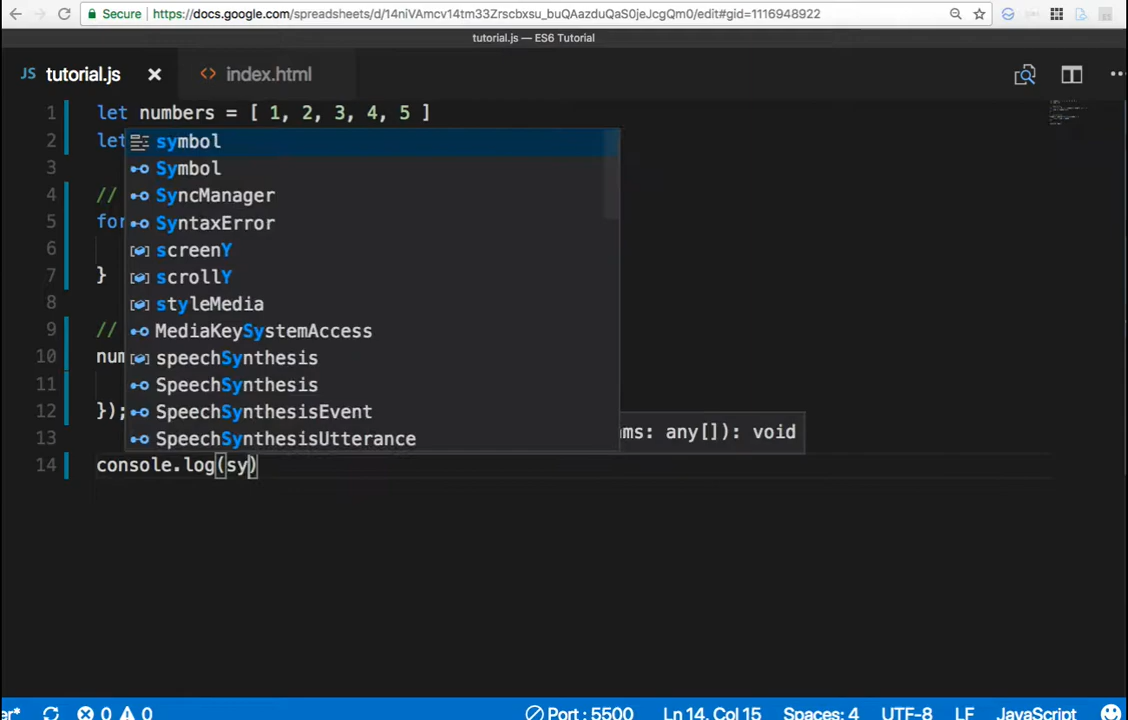 Secure https://docs.google.com/spreadsheets/d/14niVAmcv14tm33Zrscbxsu_buQAazduQaS0jeJcgQm0/edit#gid=1116948922
tutorial.js — ES6 Tutorial
JS tutorial.js × <> index.html
1 let numbers = [ 1, 2, 3, 4, 5 ]
2 let
symbol
3 Symbol
4 // SyncManager
5 for SyntaxError
6 screenY
7 } scrollY
8 styleMedia
9 // MediaKeySystemAccess
10 num speechSynthesis
11 SpeechSynthesis
12 }); SpeechSynthesisEvent
13 SpeechSynthesisUtterance
ms: any[]): void
14 console.log(sy)
er* 0 0 Port : 5500 Ln 14, Col 15 Spaces: 4 UTF-8 LF JavaScript